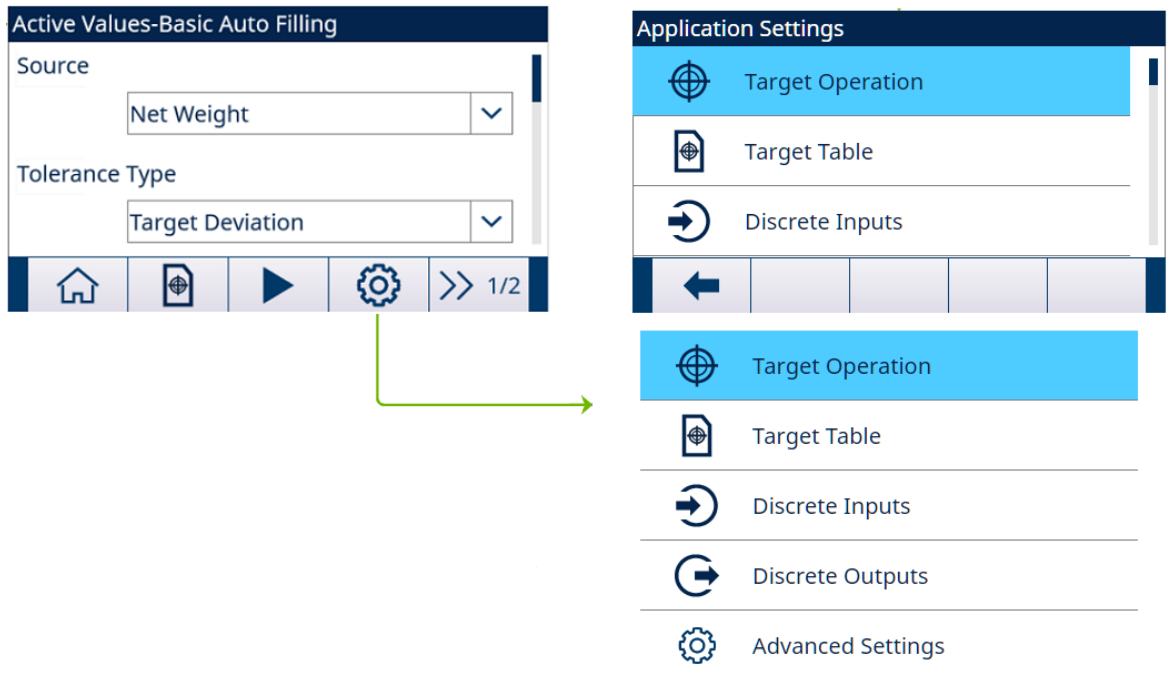 Active Values-Basic Auto Filling
Source
Net Weight
Tolerance Type
Target Deviation
1/2
Application Settings
Target Operation
Target Table
Discrete Inputs
Target Operation
Target Table
Discrete Inputs
Discrete Outputs
Advanced Settings